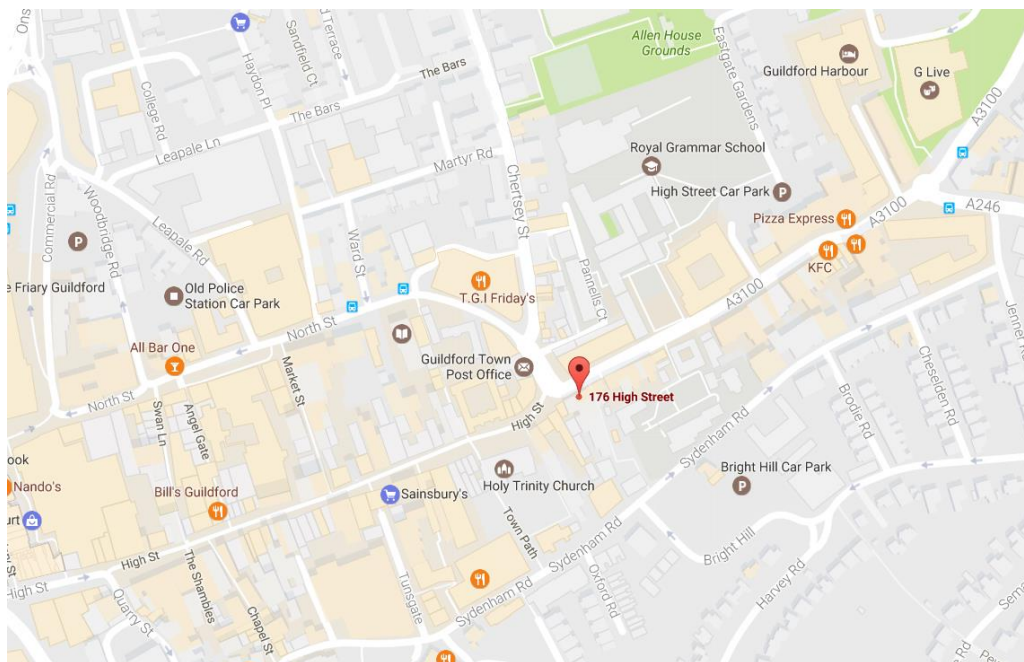 Ons
Sandfield Ct
Haydon Pl
College Rd
The Bars
The Bars
Leapale Ln
Allen House
Grounds
Eastgate Gardens
Guildford Harbour
G Live
A3100
Martyr Rd
Chertsey St
Royal Grammar School
High Street Car Park
P
A246
Pizza Express
A3100
KFC
Commercial Rd
Woodbridge Rd
Leapale Rd
P
Ward St
Pannells Ct
e Friary Guildford
Old Police
Station Car Park
T.G.I Friday's
A3100
North St
All Bar One
Guildford Town
Post Office
Market St
176 High Street
High St
North St
Swan Ln
Angel Gate
Brodie Rd
Cheselden Rd
Sydenham Rd
ook
Nando's
Bill's Guildford
Sainsbury's
Holy Trinity Church
Bright Hill Car Park
P
urt
Town Path
High St
Sydenham Rd
Bright Hill
High St
The Shambles
Tunsgate
Sydenham Rd
Oxford Rd
Harvey Rd
Quarry St
Chapel St